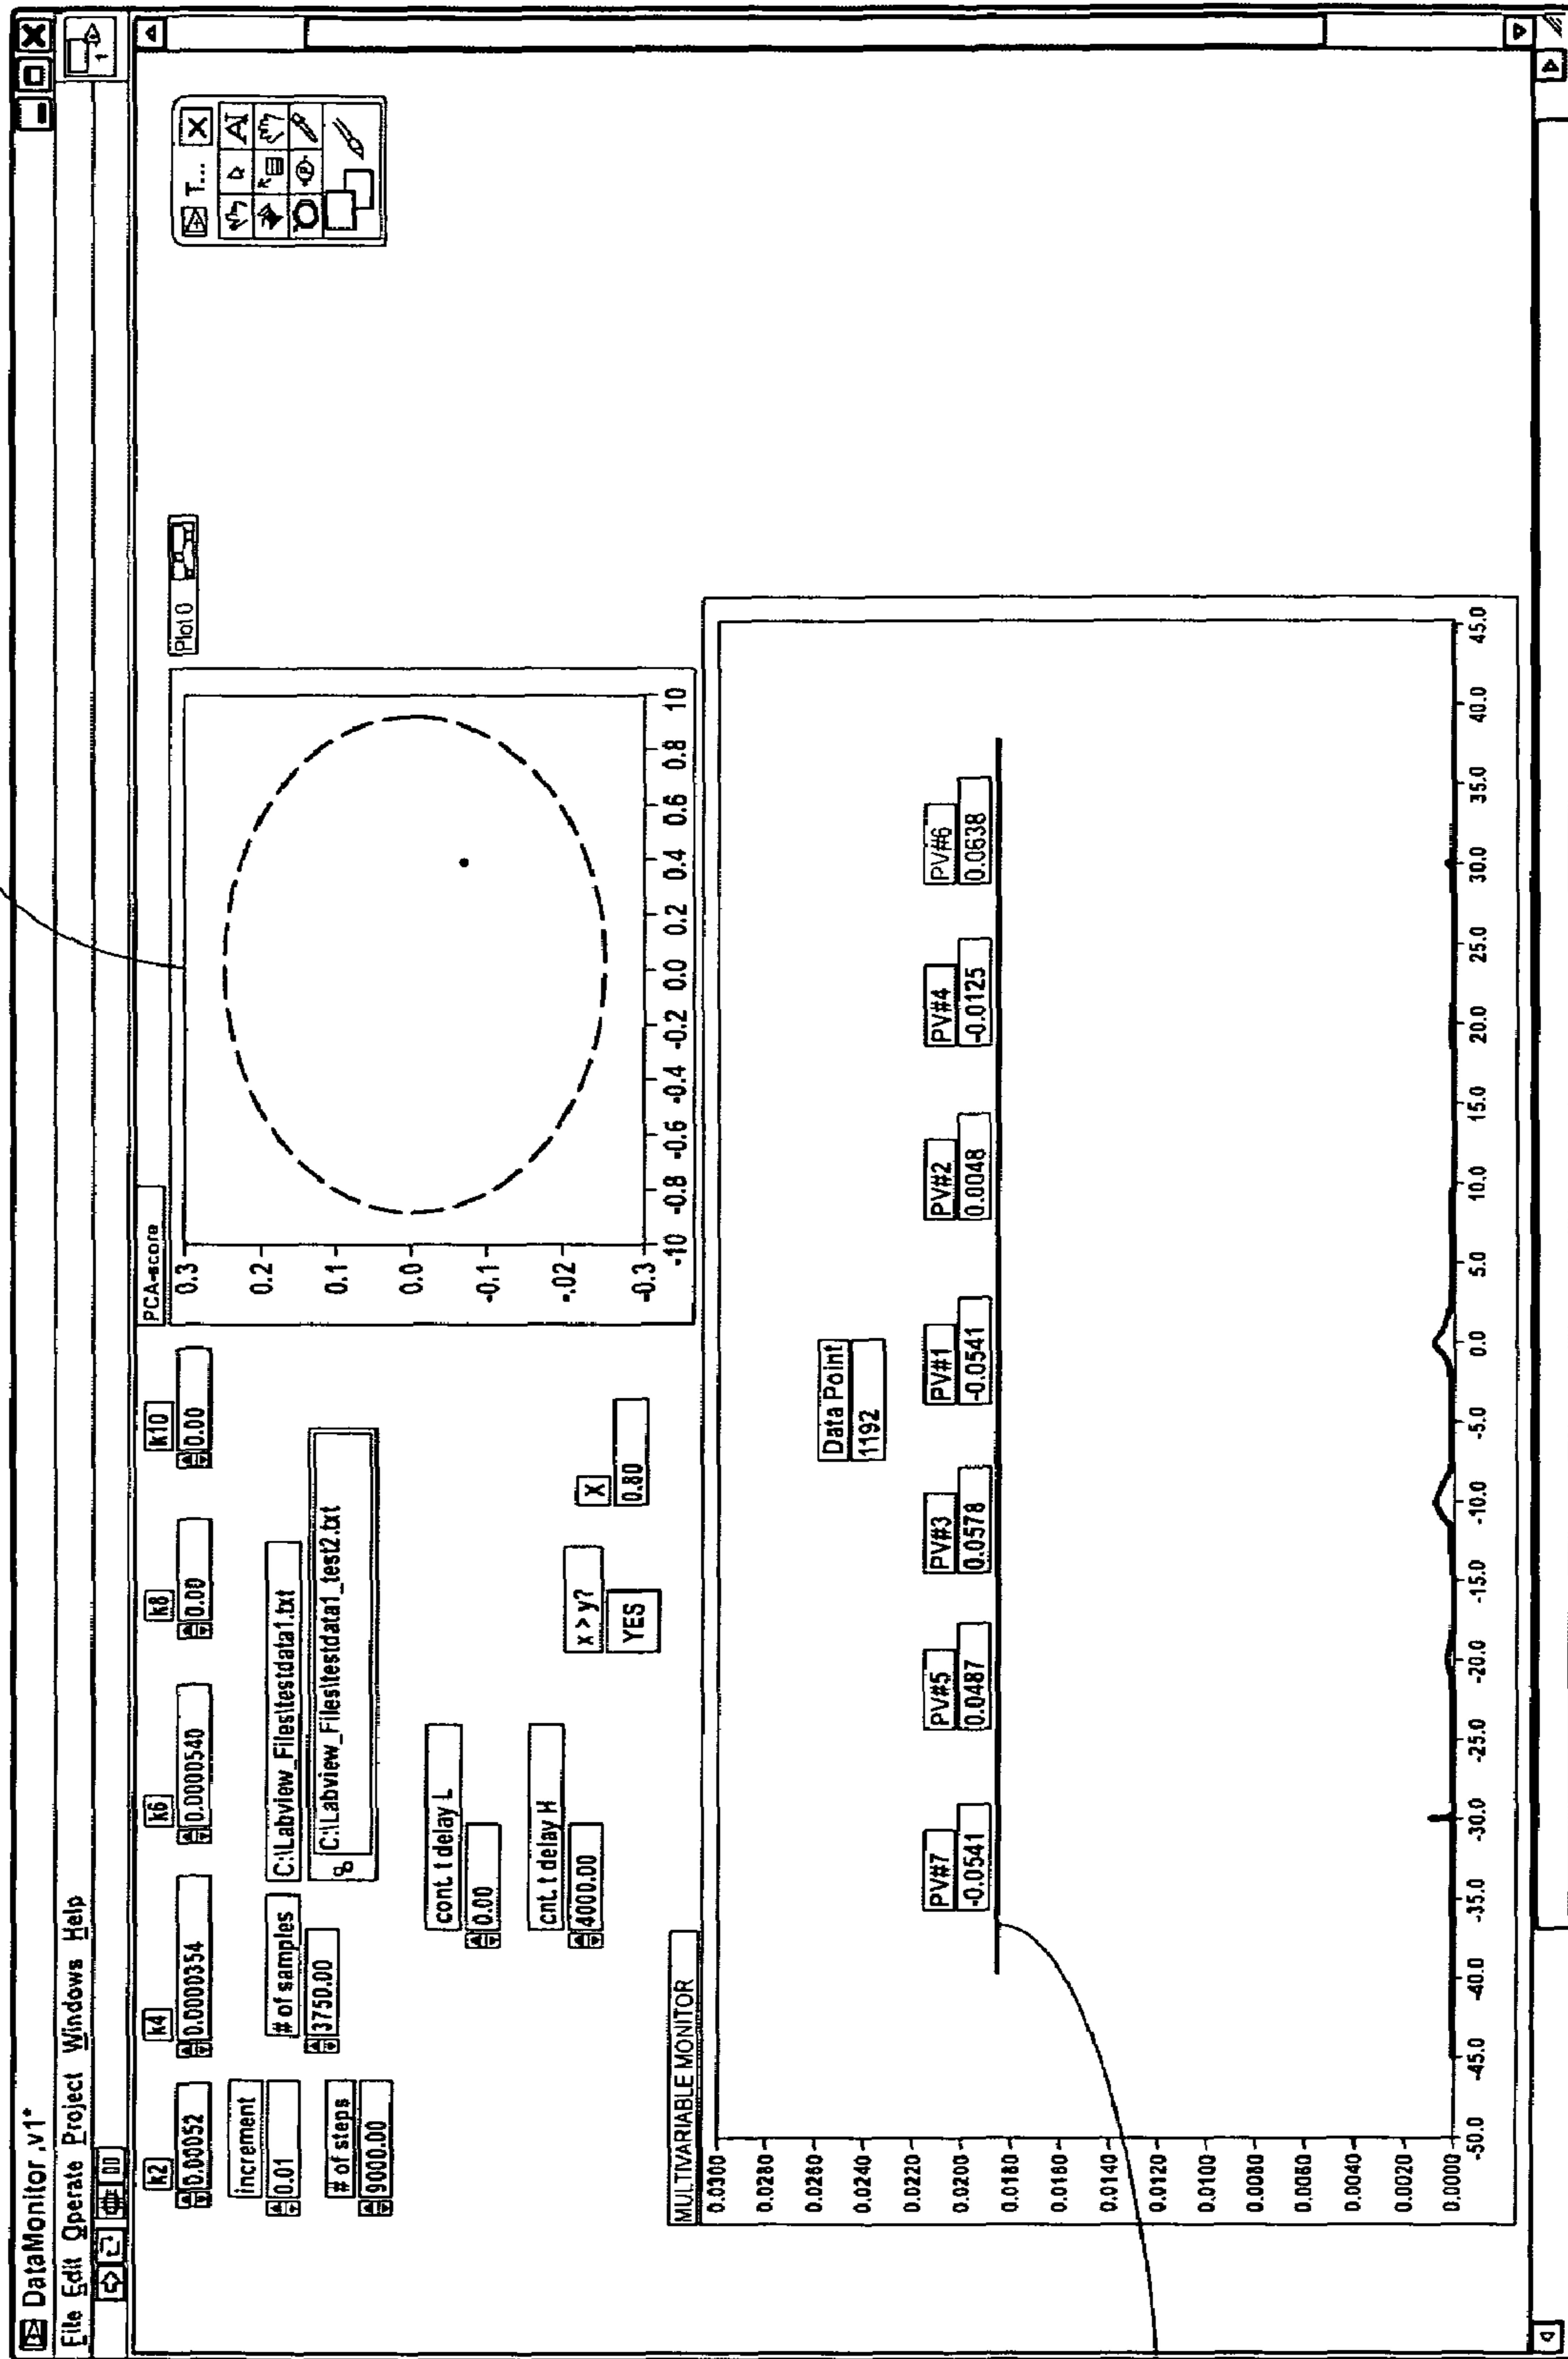 DataMonitor ,v1*
File Edit Operate Project Windows Help
1
k2
0.00052
k4
0.0000354
k6
0.0000540
k8
0.00
k10
0.00
increment
0.01
# of samples
3750.00
C:\Labview_Files\testdata1.txt
C:\Labview_Files\testdata1_test2.txt
# of steps
9000.00
cont. t delay L
0.00
cnt. t delay H
4000.00
x > y?
YES
X
0.80
PCA-score
Plot 0
0.3
0.2
0.1
0.0
-0.1
-.02
-0.3
-10 -0.8 -0.6 -0.4 -0.2 0.0 0.2 0.4 0.6 0.8 10
T...
MULTIVARIABLE MONITOR
Data Point
1192
PV#7 PV#5 PV#3 PV#1 PV#2 PV#4 PV#6
-0.0541 0.0487 0.0578 -0.0541 0.0048 -0.0125 0.0638
0.0300
0.0280
0.0260
0.0240
0.0220
0.0200
0.0180
0.0160
0.0140
0.0120
0.0100
0.0080
0.0060
0.0040
0.0020
0.0000
-50.0 -45.0 -40.0 -35.0 -30.0 -25.0 -20.0 -15.0 -10.0 -5.0 0.0 5.0 10.0 15.0 20.0 25.0 30.0 35.0 40.0 45.0